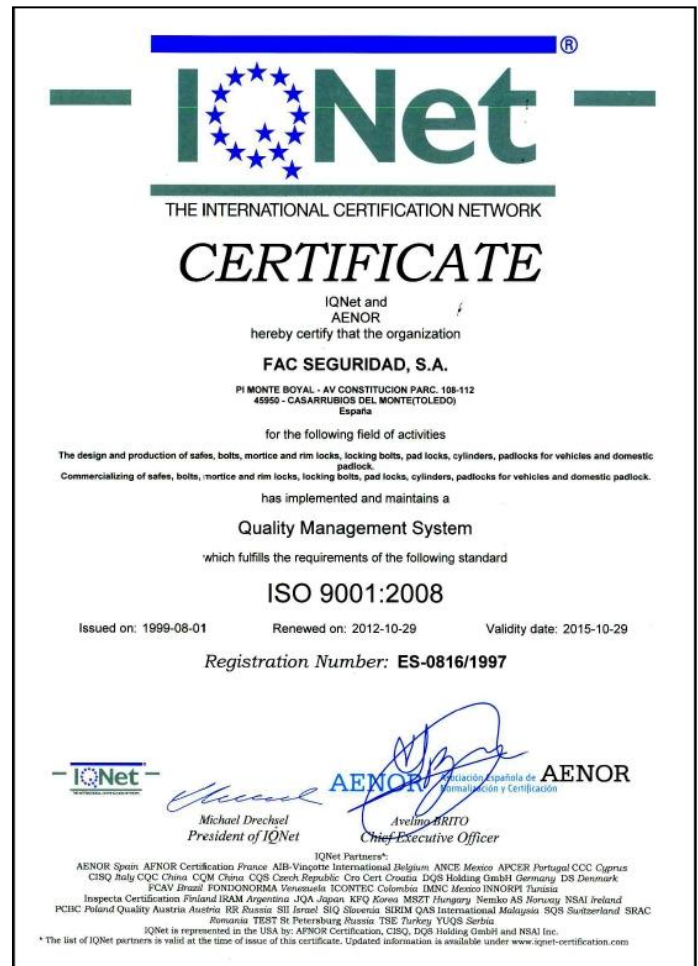 IQNet ®
THE INTERNATIONAL CERTIFICATION NETWORK
CERTIFICATE
IQNet and
AENOR
hereby certify that the organization
FAC SEGURIDAD, S.A.
PI MONTE BOYAL - AV CONSTITUCION PARC. 108-112
45950 - CASARRUBIOS DEL MONTE(TOLEDO)
España
for the following field of activities
The design and production of safes, bolts, mortice and rim locks, locking bolts, pad locks, cylinders, padlocks for vehicles and domestic
padlock.
Commercializing of safes, bolts, mortice and rim locks, locking bolts, pad locks, cylinders, padlocks for vehicles and domestic padlock.
has implemented and maintains a
Quality Management System
which fulfills the requirements of the following standard
ISO 9001:2008
Issued on: 1999-08-01 Renewed on: 2012-10-29 Validity date: 2015-10-29
Registration Number: ES-0816/1997
IQNet
AENOR Asociación Española de Normalización y Certificación AENOR
Michael Drechsel Avelino BRITO
President of IQNet Chief Executive Officer
IQNet Partners*:
AENOR Spain AFNOR Certification France AIB-Vinçotte International Belgium ANCE Mexico APCER Portugal CCC Cyprus
CISQ Italy CQC China CQM China CQS Czech Republic Cro Cert Croatia DQS Holding GmbH Germany DS Denmark
FCAV Brazil FONDONORMA Venezuela ICONTEC Colombia IMNC Mexico INNORPI Tunisia
Inspecta Certification Finland IRAM Argentina JQA Japan KFQ Korea MSZT Hungary Nemko AS Norway NSAI Ireland
PCBC Poland Quality Austria Austria RR Russia SII Israel SIQ Slovenia SIRIM QAS International Malaysia SQS Switzerland SRAC
Romania TEST St Petersburg Russia TSE Turkey YUQS Serbia
IQNet is represented in the USA by: AFNOR Certification, CISQ, DQS Holding GmbH and NSAI Inc.
* The list of IQNet partners is valid at the time of issue of this certificate. Updated information is available under www.iqnet-certification.com